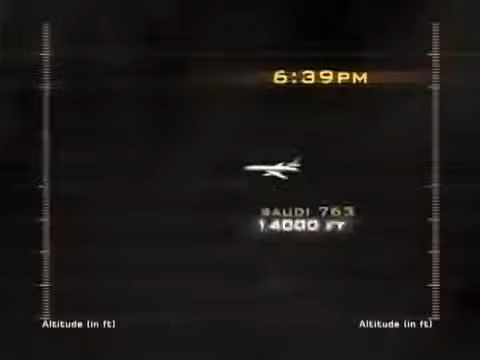 6:39PM
SAUDI 763
14000 FT
Altitude (in ft)
Altitude (in ft)